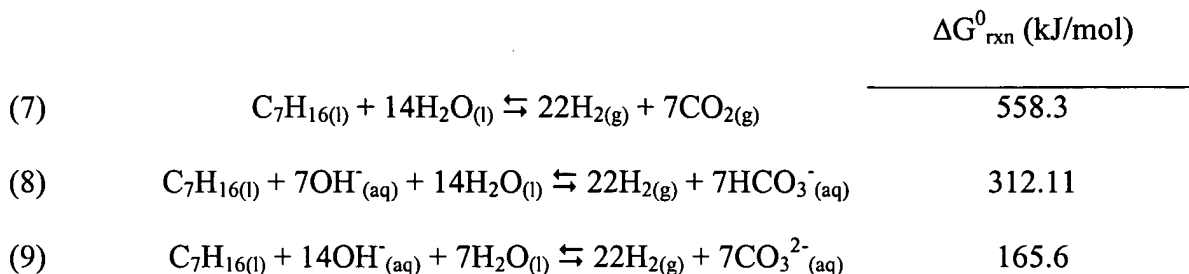 ΔG⁰rxn (kJ/mol)
(7) C₇H₁₆₍ₗ₎ + 14H₂O₍ₗ₎ ⇆ 22H₂(g) + 7CO₂(g) 558.3
(8) C₇H₁₆₍ₗ₎ + 7OH⁻(aq) + 14H₂O₍ₗ₎ ⇆ 22H₂(g) + 7HCO₃⁻(aq) 312.11
(9) C₇H₁₆₍ₗ₎ + 14OH⁻(aq) + 7H₂O₍ₗ₎ ⇆ 22H₂(g) + 7CO₃²⁻(aq) 165.6